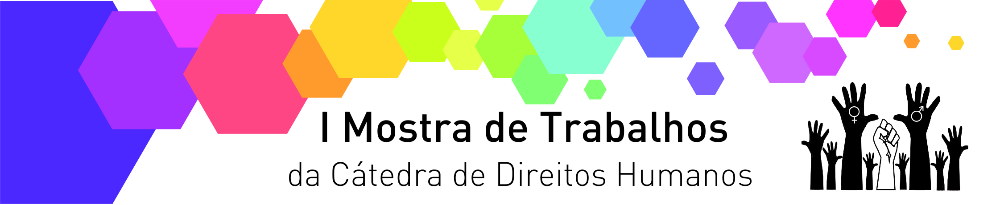 I Mostra de Trabalhos
da Cátedra de Direitos Humanos